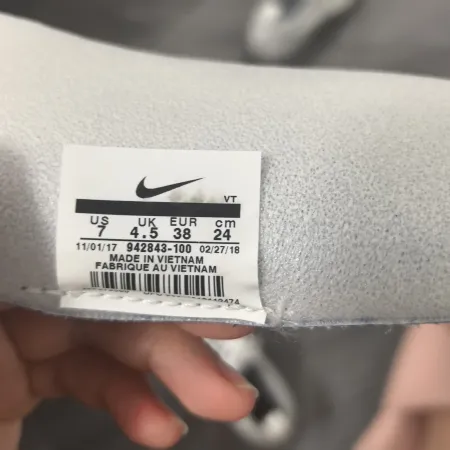 VT
US UK EUR cm
7 4.5 38 24
11/01/17 942843-100 02/27/18
MADE IN VIETNAM
FABRIQUE AU VIETNAM